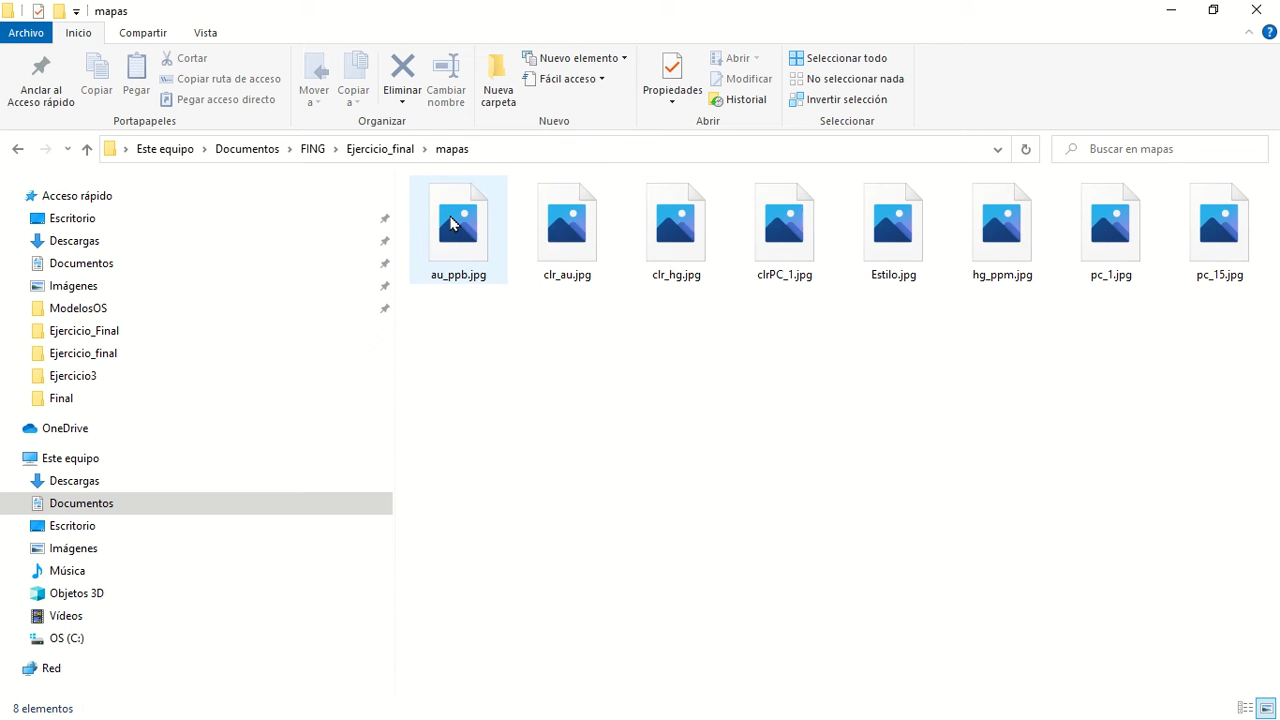 mapas
Archivo Inicio Compartir Vista
Anclar al Acceso rápido
Copiar
Pegar
Cortar
Copiar ruta de acceso
Pegar acceso directo
Portapapeles
Mover a
Copiar a
Eliminar
Cambiar nombre
Organizar
Nueva carpeta
Nuevo elemento
Fácil acceso
Nuevo
Propiedades
Abrir
Modificar
Historial
Abrir
Seleccionar todo
No seleccionar nada
Invertir selección
Seleccionar
Este equipo > Documentos > FING > Ejercicio_final > mapas
Buscar en mapas
Acceso rápido
Escritorio
Descargas
Documentos
Imágenes
ModelosOS
Ejercicio_Final
Ejercicio_final
Ejercicio3
Final
OneDrive
Este equipo
Descargas
Documentos
Escritorio
Imágenes
Música
Objetos 3D
Vídeos
OS (C:)
Red
au_ppb.jpg clr_au.jpg clr_hg.jpg clrPC_1.jpg Estilo.jpg hg_ppm.jpg pc_1.jpg pc_15.jpg
8 elementos